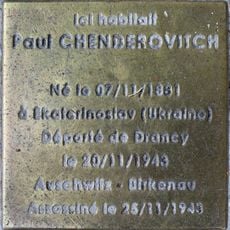 Ici habitait
Paul GHENDEROVITCH
Né le 07/11/1881
à Ekaterinoslav (Ukraine)
Déporté de Drancy
le 20/11/1943
Auschwitz - Birkenau
Assassiné le 25/11/1943